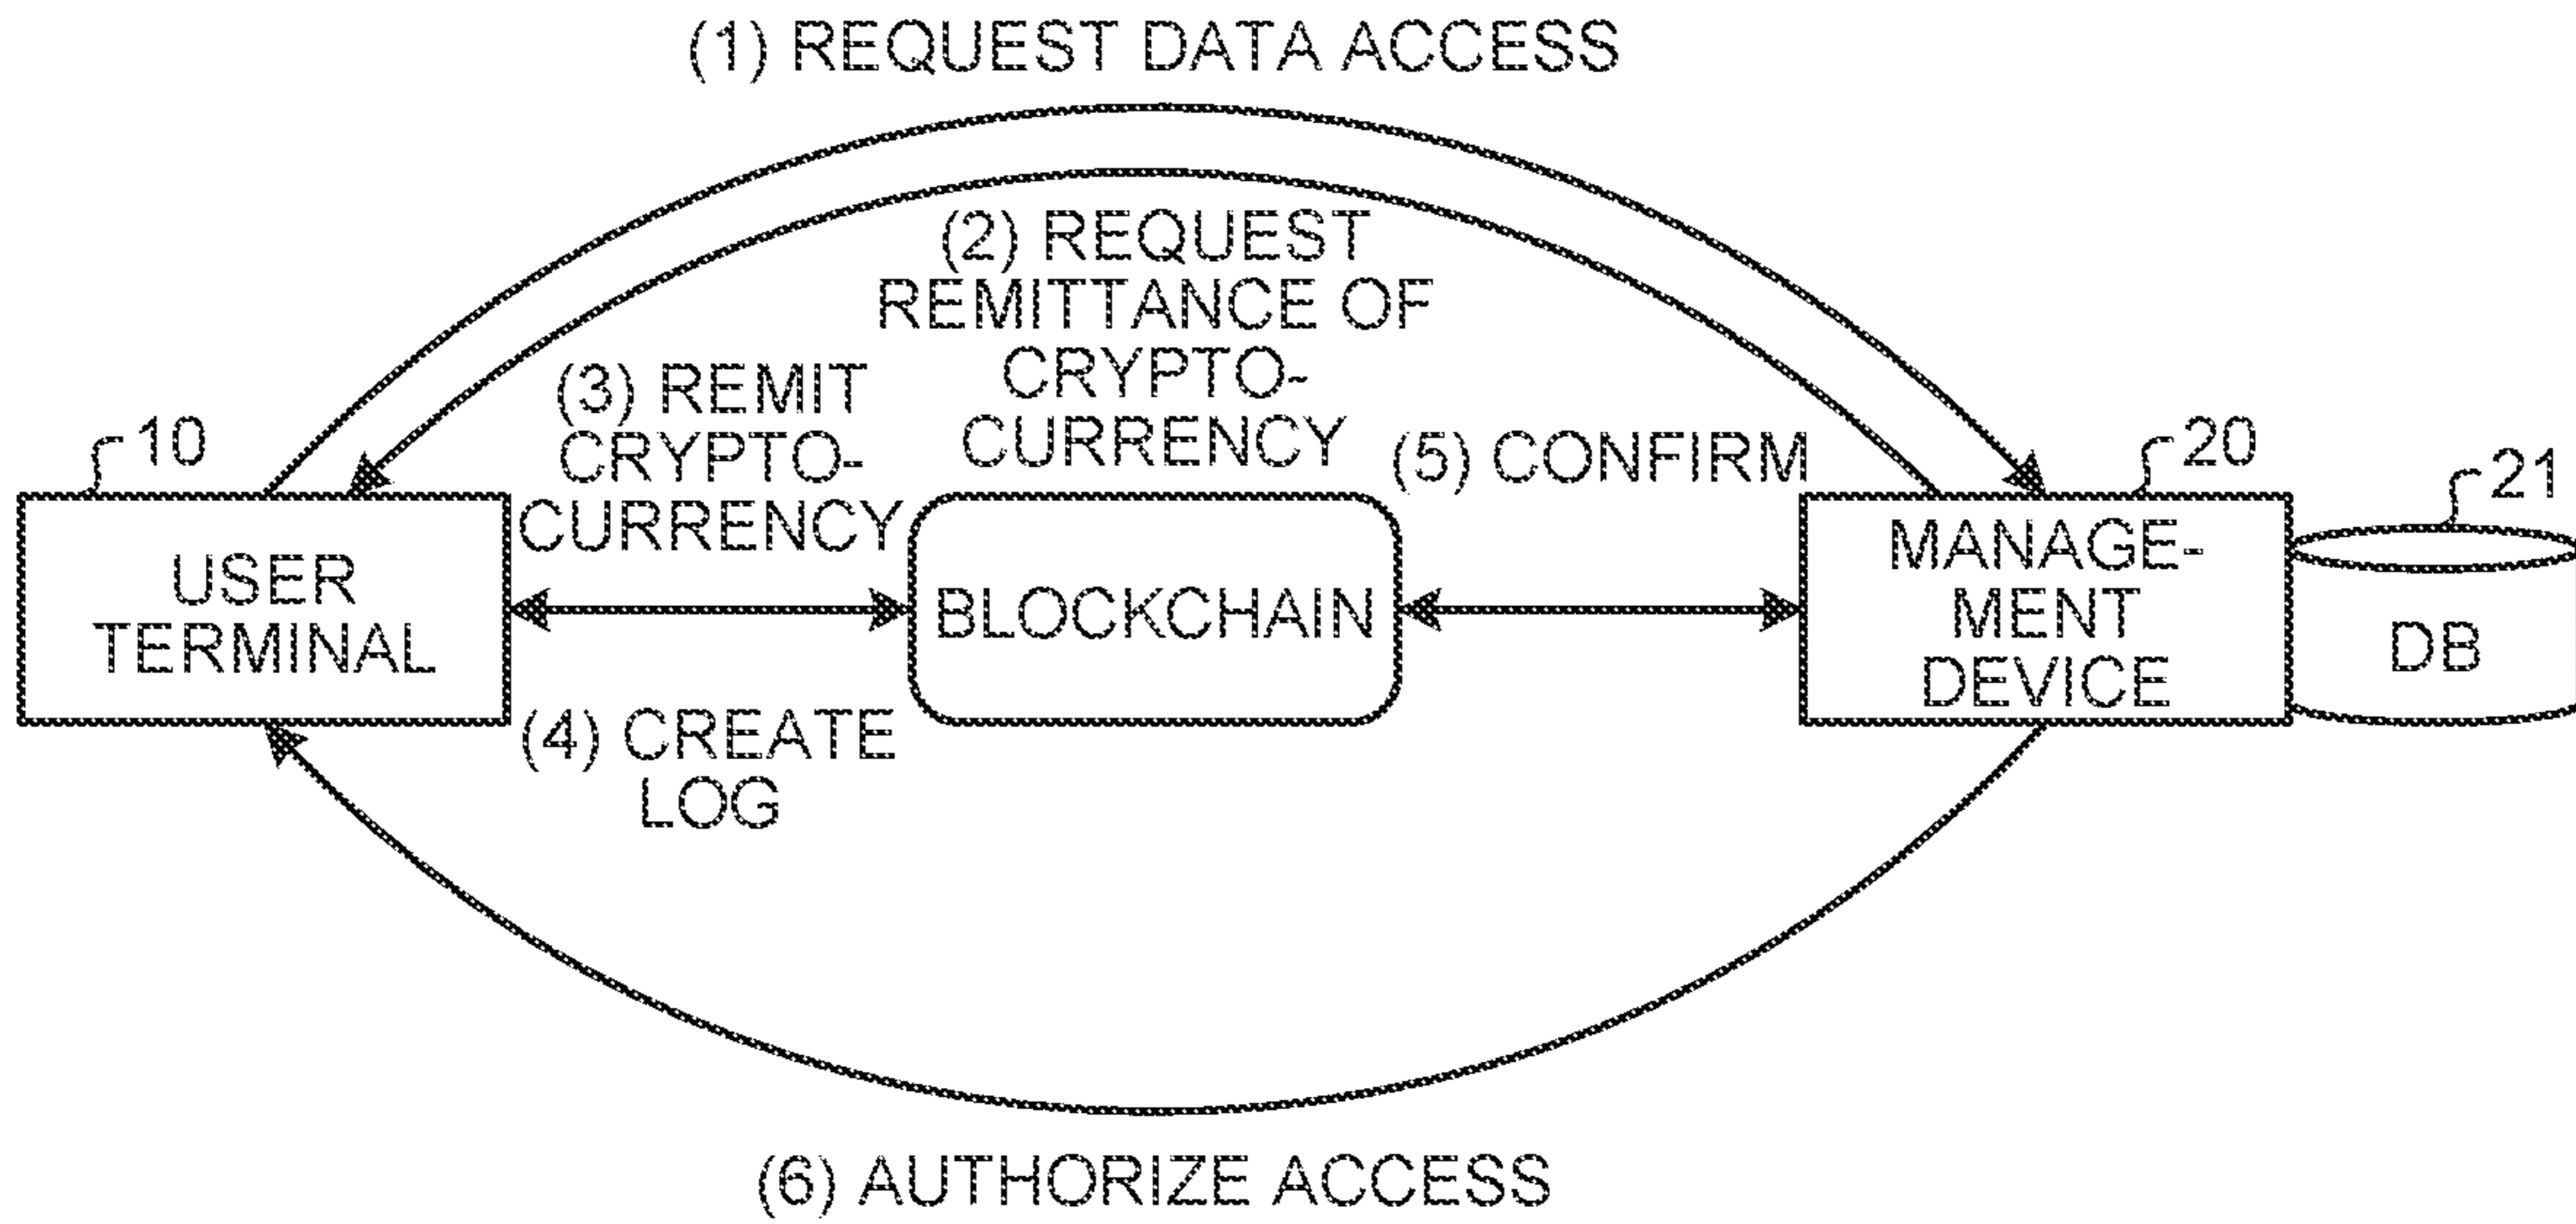 (1) REQUEST DATA ACCESS
(2) REQUEST
REMITTANCE OF
CRYPTO-
CURRENCY
(3) REMIT
CRYPTO-
CURRENCY
(5) CONFIRM
10
20
21
USER
TERMINAL
BLOCKCHAIN
MANAGE-
MENT
DEVICE
DB
(4) CREATE
LOG
(6) AUTHORIZE ACCESS